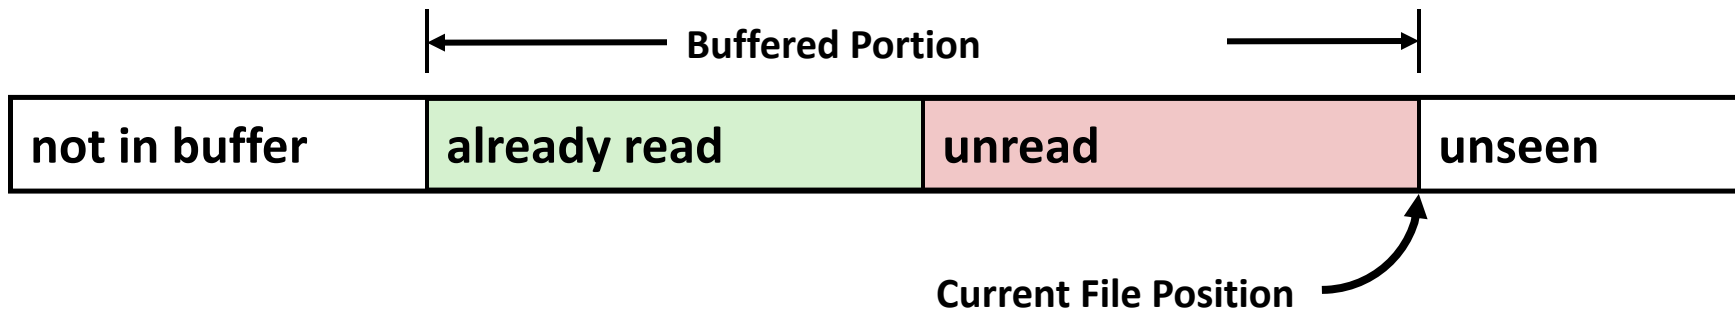 Buffered Portion
not in buffer already read unread unseen
Current File Position